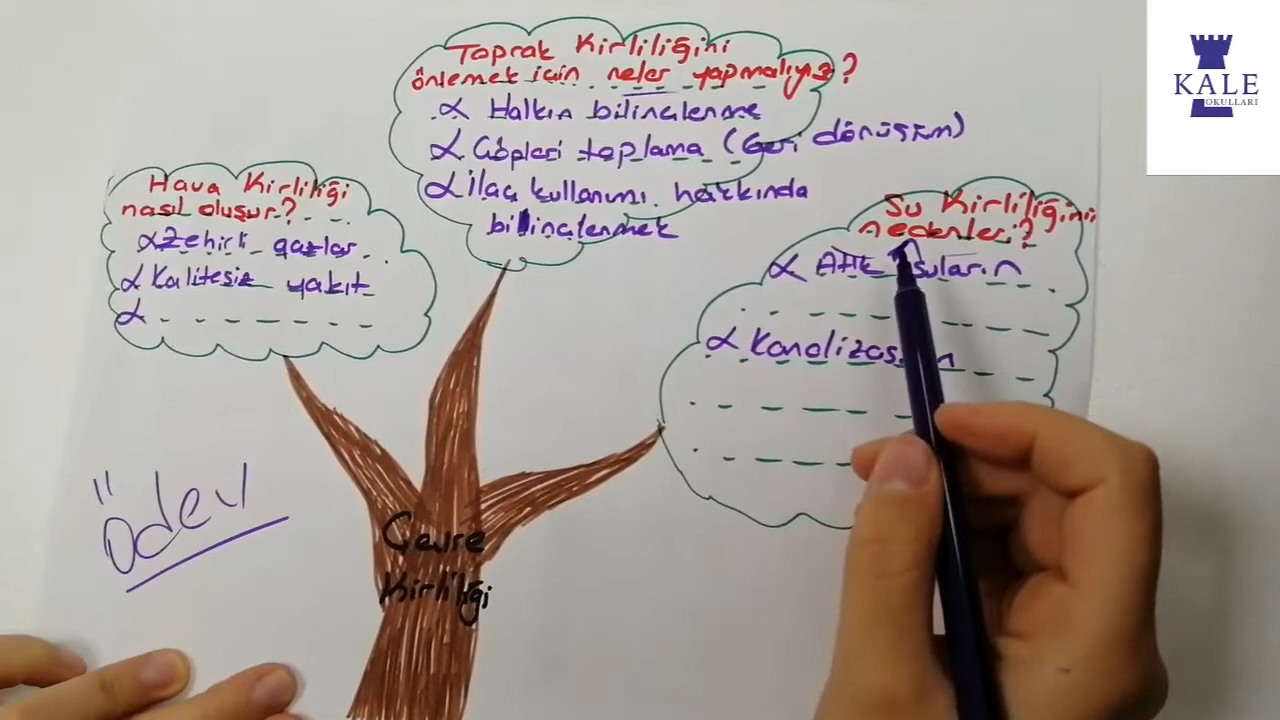 Toprak Kirliliğini
önlemek için neler yapmalıyız?
α Halkın bilinçlenme
α Çöpleri toplama (Geri dönüşüm)
α İlaç kullanımı hakkında
bilinçlenmek
Hava Kirliliği
nasıl oluşur?
α Zehirli gazlar
α Kalitesiz yakıt
α
Su Kirliliğinin
nedenleri?
α Atık suların
α Kanalizasyon
Ödev
Çevre
Kirliliği
KALE
OKULLARI